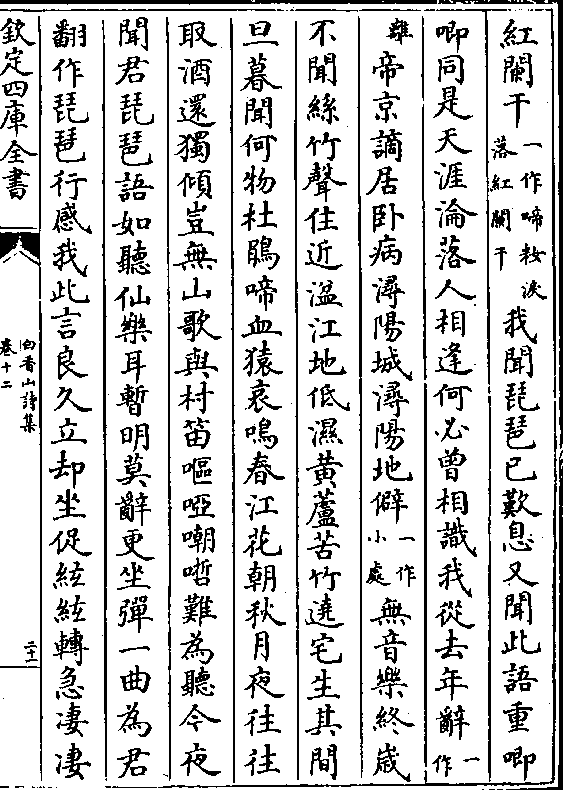 紅闌干一作啼妝淚落紅闌干我聞琵琶已歎息又聞此語重唧
唧同是天涯淪落人相逢何必曾相識我從去年辭一作
離帝京謫居卧病潯陽城潯陽地僻一作小處無音樂終嵗
不聞絲竹聲住近湓江地低濕黄蘆苦竹遶宅生其間
旦暮聞何物杜鵑啼血猿哀鳴春江花朝秋月夜往往
取酒還獨傾豈無山歌與村笛嘔啞嘲哳難為聽今夜
聞君琵琶語如聽仙樂耳暫明莫辭更坐彈一曲為君
翻作琵琶行感我此言良久立却坐促絃絃轉急凄凄
欽定四庫全書
白香山詩集
卷十二
二十一